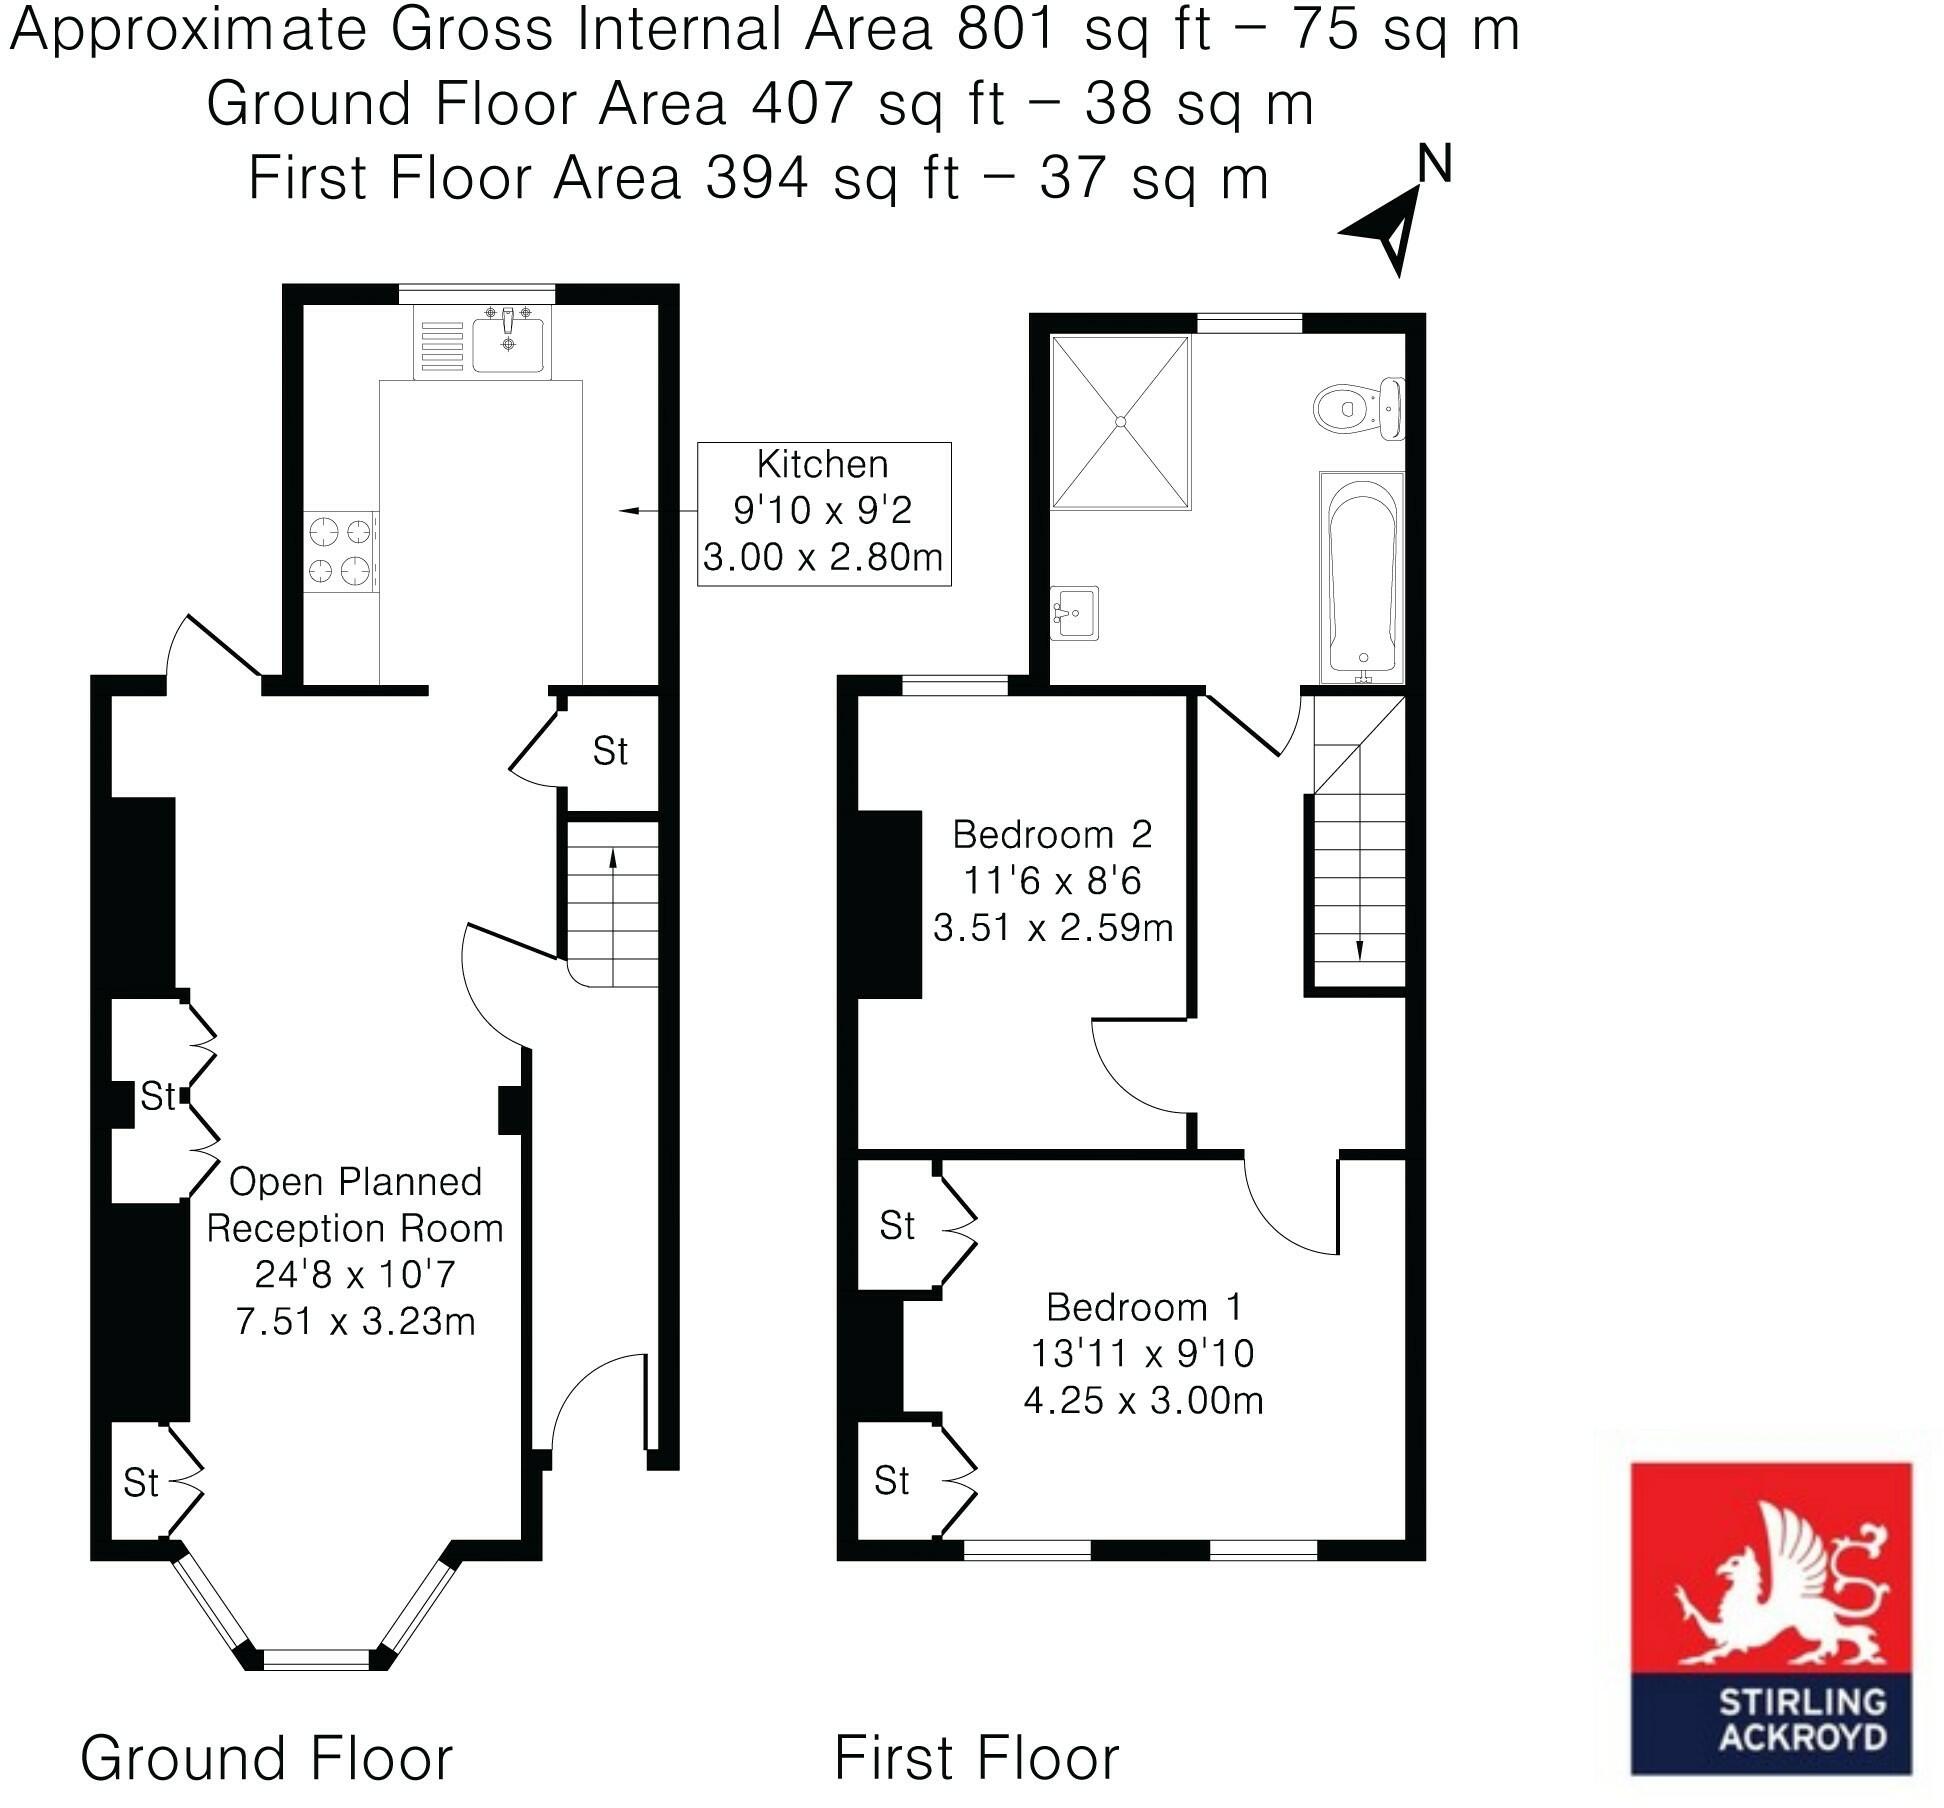 Approximate Gross Internal Area 801 sq ft – 75 sq m
Ground Floor Area 407 sq ft – 38 sq m
First Floor Area 394 sq ft – 37 sq m
N
Kitchen
9'10 x 9'2
3.00 x 2.80m
St
St
Open Planned
Reception Room
24'8 x 10'7
7.51 x 3.23m
St
Ground Floor
Bedroom 2
11'6 x 8'6
3.51 x 2.59m
St
Bedroom 1
13'11 x 9'10
4.25 x 3.00m
St
First Floor
STIRLING
ACKROYD